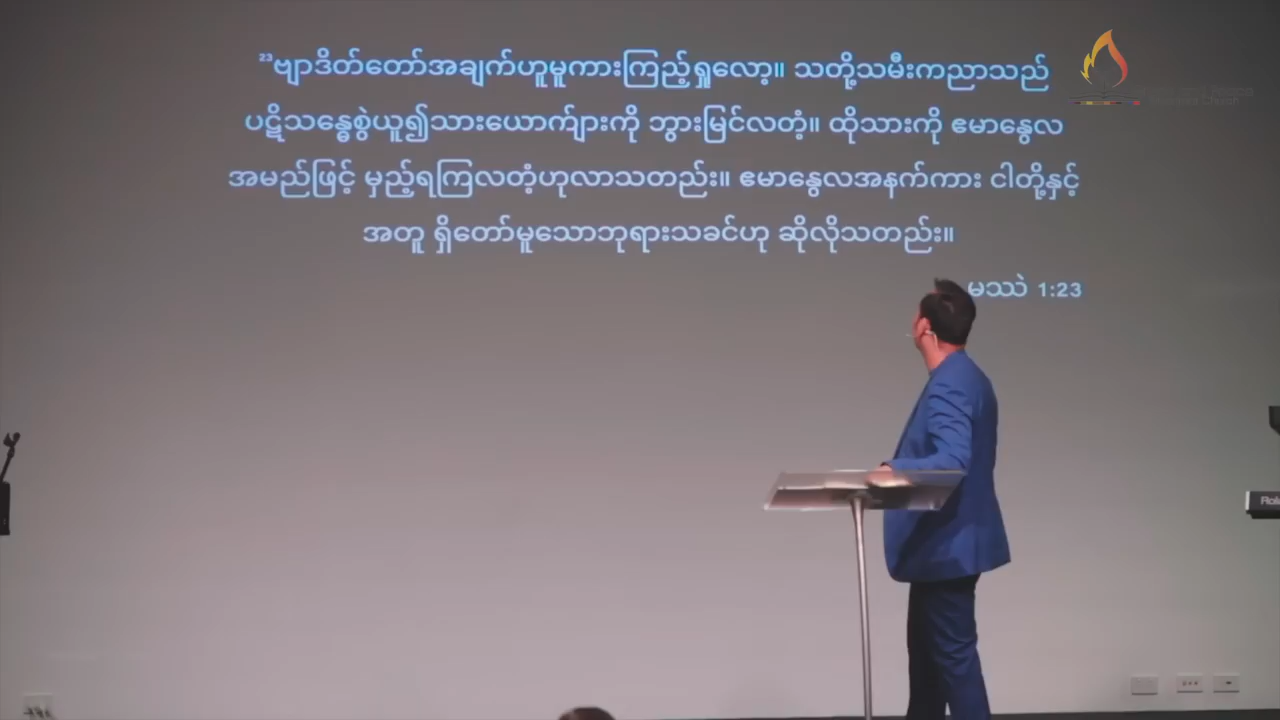 ²³ဗျာဒိတ်တော်အချက်ဟူမူကားကြည့်ရှုလော့။ သတို့သမီးကညာသည်
ပဋိသန္ဓေစွဲယူ၍သားယောက်ျားကို ဘွားမြင်လတံ့။ ထိုသားကို ဧမာနွေလ
အမည်ဖြင့် မှည့်ရကြလတံ့ဟုလာသတည်း။ ဧမာနွေလအနက်ကား ငါတို့နှင့်
အတူ ရှိတော်မူသောဘုရားသခင်ဟု ဆိုလိုသတည်း။
မဿဲ 1:23
Church